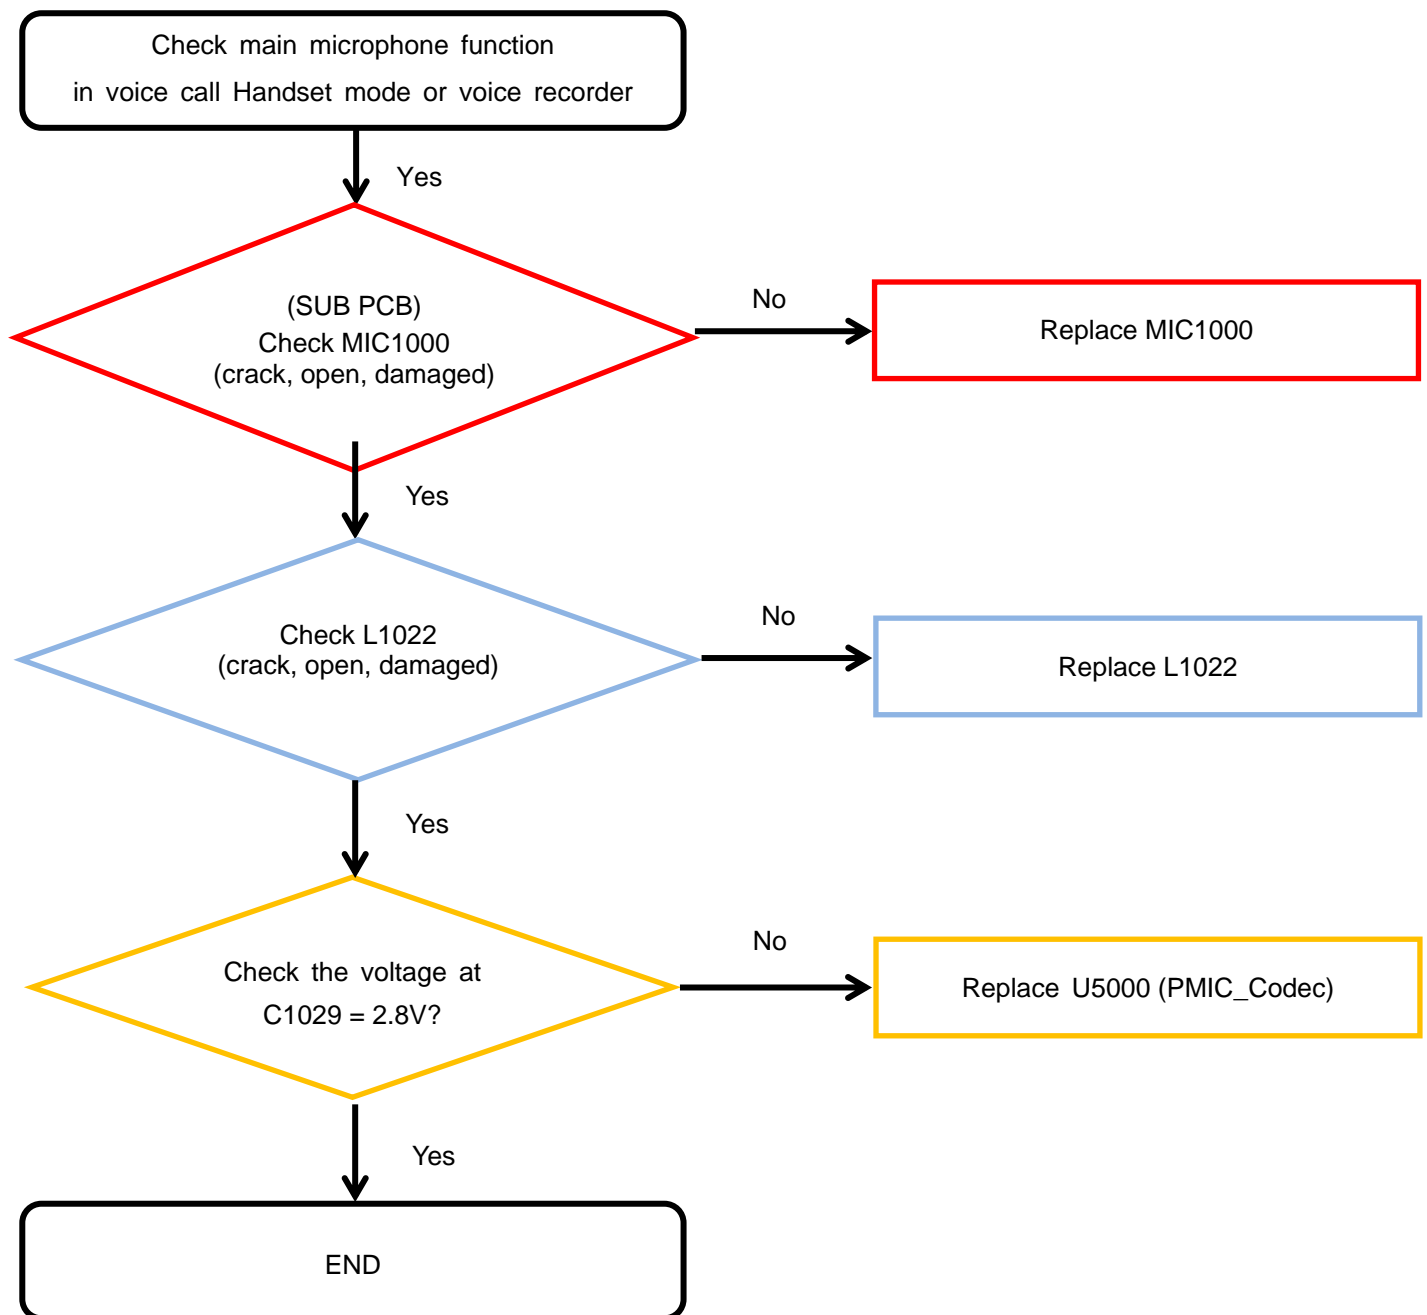 Check main microphone function
in voice call Handset mode or voice recorder
Yes
(SUB PCB)
Check MIC1000
(crack, open, damaged)
No
Replace MIC1000
Yes
Check L1022
(crack, open, damaged)
No
Replace L1022
Yes
Check the voltage at
C1029 = 2.8V?
No
Replace U5000 (PMIC_Codec)
Yes
END